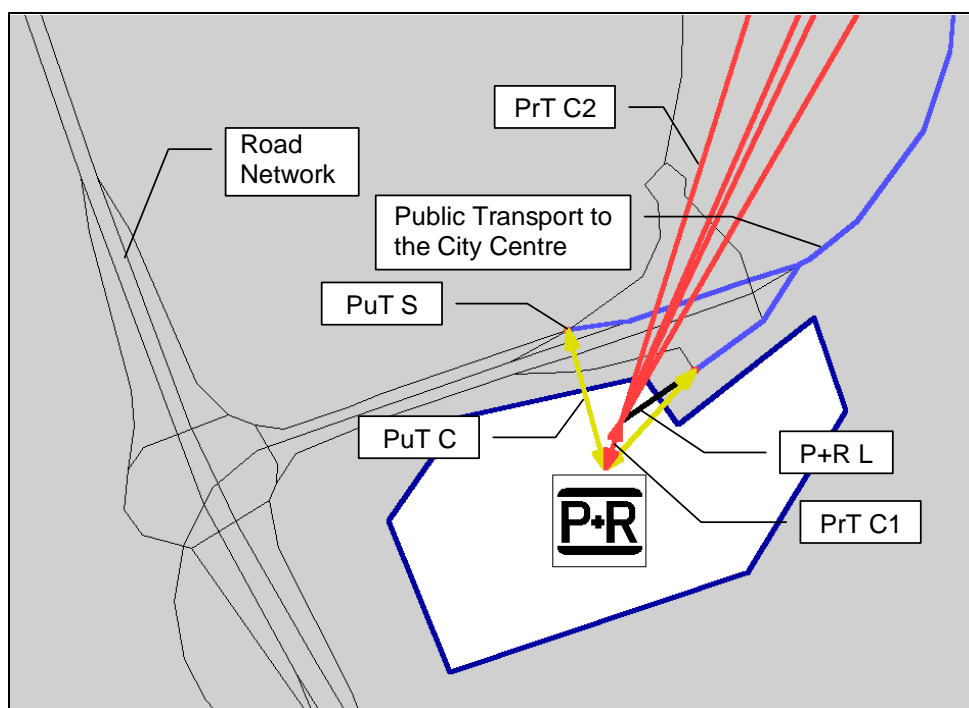 PrT C2
Road
Network
Public Transport to
the City Centre
PuT S
PuT C
P+R L
P+R
PrT C1